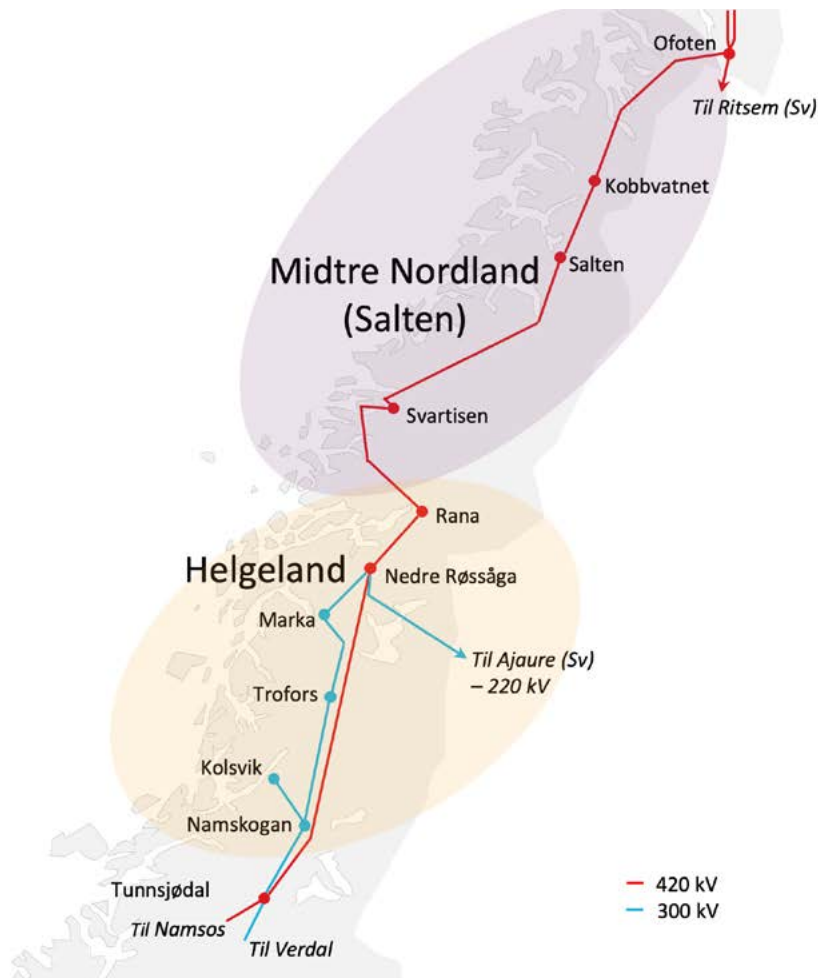 Ofoten
Til Ritsem (Sv)
Kobbvatnet
Midtre Nordland
(Salten)
Salten
Svartisen
Rana
Helgeland
Nedre Røssåga
Marka
Til Ajaure (Sv)
– 220 kV
Trofors
Kolsvik
Namskogan
Tunnsjødal
420 kV
300 kV
Til Namsos
Til Verdal